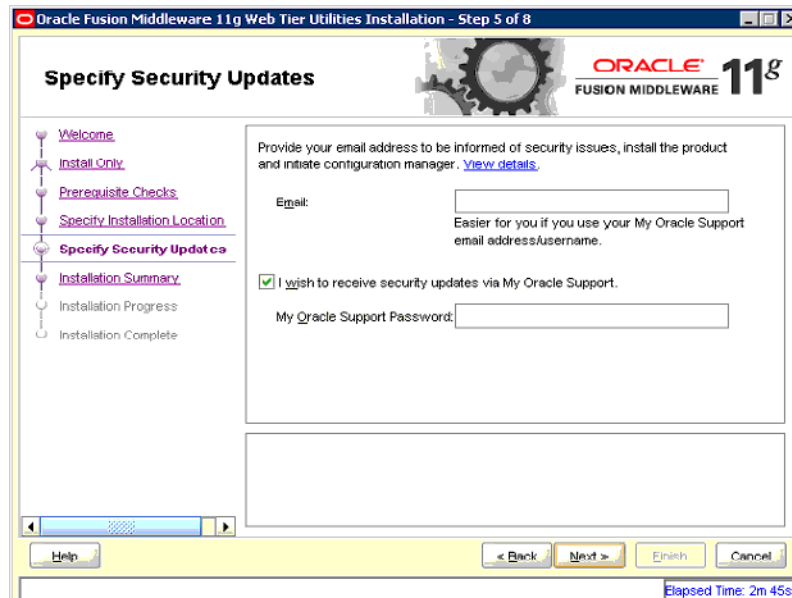 Oracle Fusion Middleware 11g Web Tier Utilities Installation - Step 5 of 8
Specify Security Updates
ORACLE
FUSION MIDDLEWARE 11g
Welcome
Install Only
Prerequisite Checks
Specify Installation Location
Specify Security Updates
Installation Summary
Installation Progress
Installation Complete
Provide your email address to be informed of security issues, install the product
and initiate configuration manager. View details.
Email:
Easier for you if you use your My Oracle Support
email address/username.
I wish to receive security updates via My Oracle Support.
My Oracle Support Password:
Help
< Back
Next >
Finish
Cancel
Elapsed Time: 2m 45s